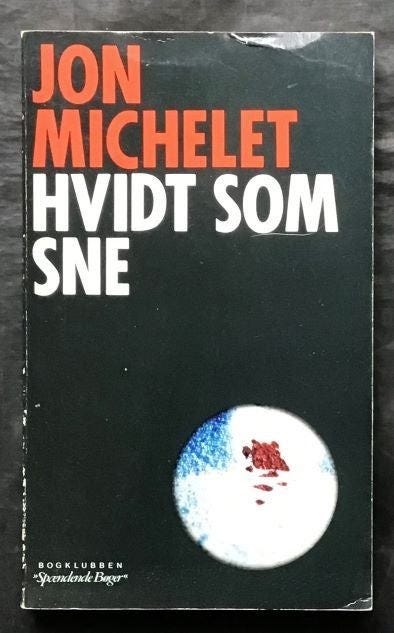 JON
MICHELET
HVIDT SOM
SNE
BOGKLUBBEN
»Spændende Bøger«